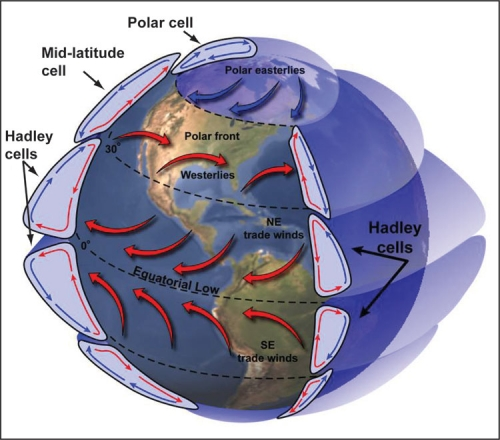 Polar cell
Mid-latitude
cell
Polar easterlies
Hadley
cells
30°
Polar front
Westerlies
NE
trade winds
Hadley
cells
0°
Equatorial Low
SE
trade winds